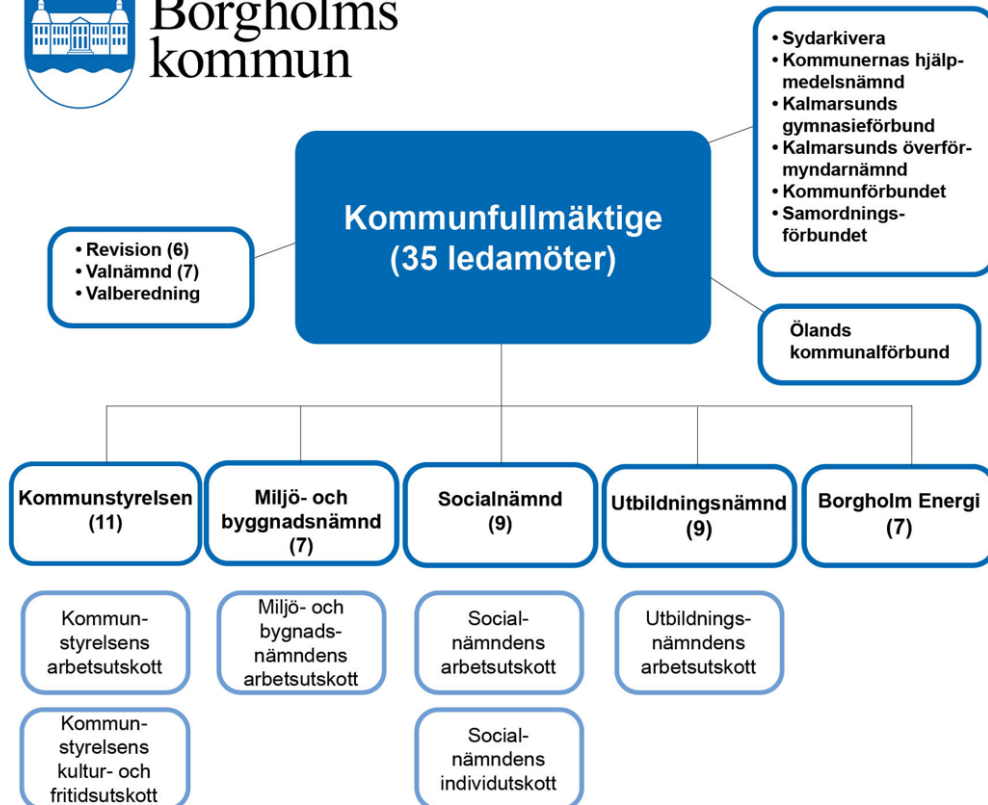 Borgholms
kommun
• Sydarkivera
• Kommunernas hjälp-
medelsnämnd
• Kalmarsunds
gymnasieförbund
• Kalmarsunds överför-
myndarnämnd
• Kommunförbundet
• Samordnings-
förbundet
Kommunfullmäktige
(35 ledamöter)
• Revision (6)
• Valnämnd (7)
• Valberedning
Ölands
kommunalförbund
Kommunstyrelsen
(11)
Miljö- och
byggnadsnämnd
(7)
Socialnämnd
(9)
Utbildningsnämnd
(9)
Borgholm Energi
(7)
Kommun-
styrelsens
arbetsutskott
Miljö- och
bygnads-
nämndens
arbetsutskott
Social-
nämndens
arbetsutskott
Utbildnings-
nämndens
arbetsutskott
Kommun-
styrelsens
kultur- och
fritidsutskott
Social-
nämndens
individutskott